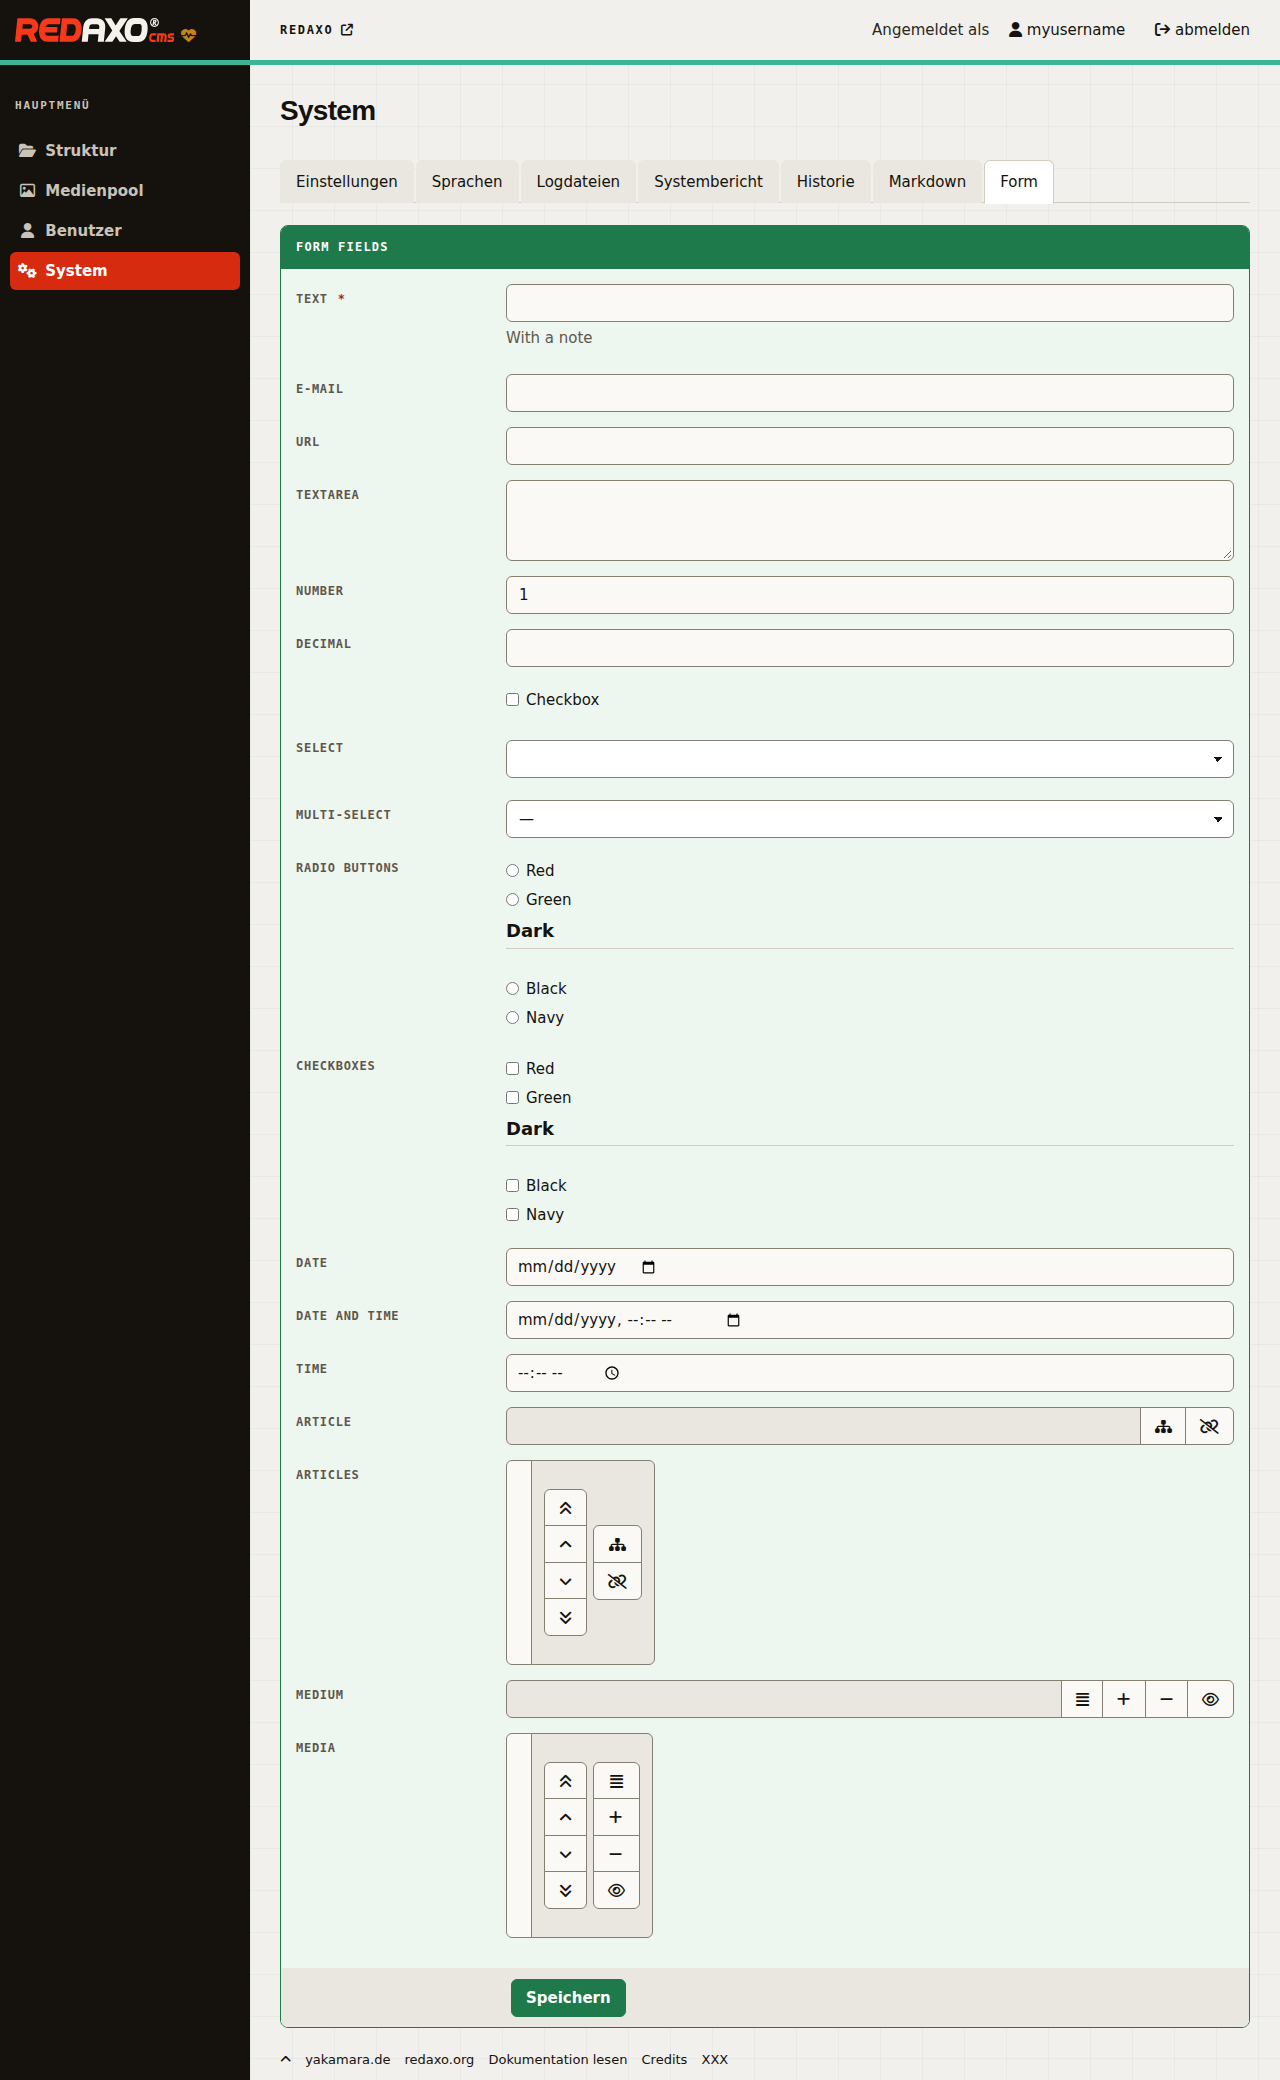 REDAXO® cms
REDAXO
Angemeldet als myusername abmelden
HAUPTMENÜ
Struktur
Medienpool
Benutzer
System
System
Einstellungen Sprachen Logdateien Systembericht Historie Markdown Form
FORM FIELDS
TEXT *
With a note
E-MAIL
URL
TEXTAREA
NUMBER 1
DECIMAL
Checkbox
SELECT
MULTI-SELECT —
RADIO BUTTONS Red
Green
Dark
Black
Navy
CHECKBOXES Red
Green
Dark
Black
Navy
DATE mm/dd/yyyy
DATE AND TIME mm/dd/yyyy, --:-- --
TIME --:-- --
ARTICLE
ARTICLES
MEDIUM
MEDIA
Speichern
yakamara.de redaxo.org Dokumentation lesen Credits XXX